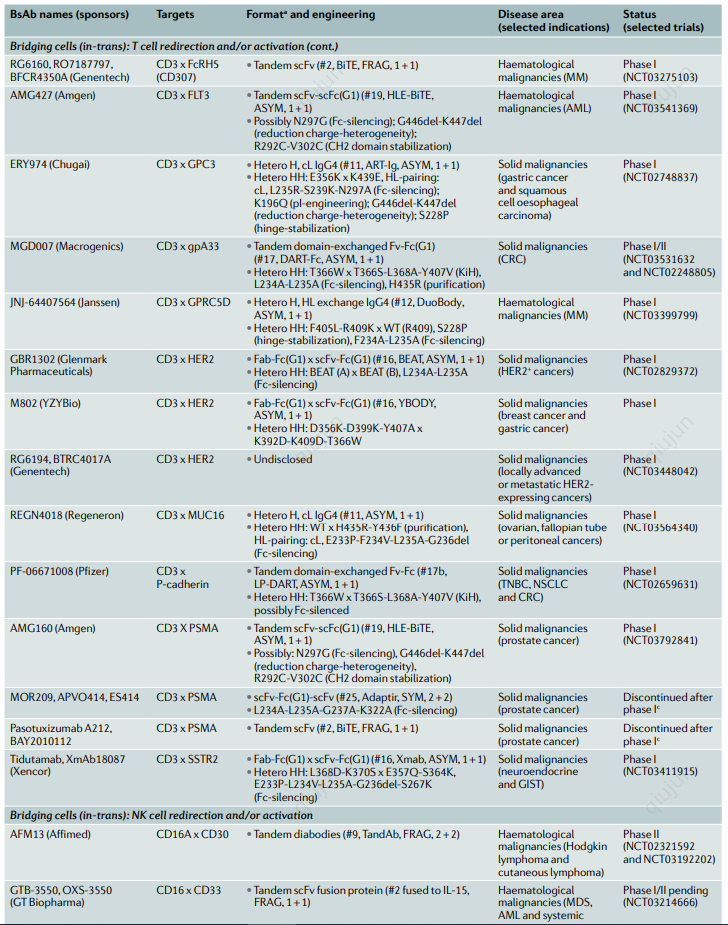 BsAb names (sponsors) Targets Formatᵃ and engineering Disease area Status
(selected indications) (selected trials)
Bridging cells (in-trans): T cell redirection and/or activation (cont.)
RG6160, RO7187797, CD3 x FcRH5 • Tandem scFv (#2, BiTE, FRAG, 1 + 1) Haematological Phase I
BFCR4350A (Genentech) (CD307) malignancies (MM) (NCT03275103)
AMG427 (Amgen) CD3 x FLT3 • Tandem scFv-scFc(G1) (#19, HLE-BiTE, Haematological Phase I
ASYM, 1 + 1) malignancies (AML) (NCT03541369)
• Possibly N297G (Fc-silencing); G446del-K447del
(reduction charge-heterogeneity);
R292C-V302C (CH2 domain stabilization)
ERY974 (Chugai) CD3 x GPC3 • Hetero H, cL IgG4 (#11, ART-Ig, ASYM, 1 + 1) Solid malignancies Phase I
• Hetero HH: E356K x K439E, HL-pairing: (gastric cancer (NCT02748837)
cL, L235R-S239K-N297A (Fc-silencing); and squamous
K196Q (pI-engineering); G446del-K447del cell oesophageal
(reduction charge-heterogeneity); S228P carcinoma)
(hinge-stabilization)
MGD007 (Macrogenics) CD3 x gpA33 • Tandem domain-exchanged Fv-Fc(G1) Solid malignancies Phase I/II
(#17, DART-Fc, ASYM, 1 + 1) (CRC) (NCT03531632
• Hetero HH: T366W x T366S-L368A-Y407V (KiH), and NCT02248805)
L234A-L235A (Fc-silencing), H435R (purification)
JNJ-64407564 (Janssen) CD3 x GPRC5D • Hetero H, HL exchange IgG4 (#12, DuoBody, Haematological Phase I
ASYM, 1 + 1) malignancies (MM) (NCT03399799)
• Hetero HH: F405L-R409K x WT (R409), S228P
(hinge-stabilization), F234A-L235A (Fc-silencing)
GBR1302 (Glenmark CD3 x HER2 • Fab-Fc(G1) x scFv-Fc(G1) (#16, BEAT, ASYM, 1 + 1) Solid malignancies Phase I
Pharmaceuticals) • Hetero HH: BEAT (A) x BEAT (B), L234A-L235A (HER2⁺ cancers) (NCT02829372)
(Fc-silencing)
M802 (YZYBio) CD3 x HER2 • Fab-Fc(G1) x scFv-Fc(G1) (#16, YBODY, Solid malignancies Phase I
ASYM, 1 + 1) (breast cancer and
• Hetero HH: D356K-D399K-Y407A x gastric cancer)
K392D-K409D-T366W
RG6194, BTRC4017A CD3 x HER2 • Undisclosed Solid malignancies Phase I
(Genentech) (locally advanced (NCT03448042)
or metastatic HER2-
expressing cancers)
REGN4018 (Regeneron) CD3 x MUC16 • Hetero H, cL IgG4 (#11, ASYM, 1 + 1) Solid malignancies Phase I
• Hetero HH: WT x H435R-Y436F (purification), (ovarian, fallopian tube (NCT03564340)
HL-pairing: cL, E233P-F234V-L235A-G236del or peritoneal cancers)
(Fc-silencing)
PF-06671008 (Pfizer) CD3 x • Tandem domain-exchanged Fv-Fc (#17b, Solid malignancies Phase I
P-cadherin LP-DART, ASYM, 1 + 1) (TNBC, NSCLC (NCT02659631)
• Hetero HH: T366W x T366S-L368A-Y407V (KiH), and CRC)
possibly Fc-silenced
AMG160 (Amgen) CD3 X PSMA • Tandem scFv-scFc(G1) (#19, HLE-BiTE, Solid malignancies Phase I
ASYM, 1 + 1) (prostate cancer) (NCT03792841)
• Possibly: N297G (Fc-silencing), G446del-K447del
(reduction charge-heterogeneity),
R292C-V302C (CH2 domain stabilization)
MOR209, APVO414, ES414 CD3 x PSMA • scFv-Fc(G1)-scFv (#25, Adaptir, SYM, 2 + 2) Solid malignancies Discontinued after
• L234A-L235A-G237A-K322A (Fc-silencing) (prostate cancer) phase Iᶜ
Pasotuxizumab A212, CD3 x PSMA • Tandem scFv (#2, BiTE, FRAG, 1 + 1) Solid malignancies Discontinued after
BAY2010112 (prostate cancer) phase Iᶜ
Tidutamab, XmAb18087 CD3 x SSTR2 • Fab-Fc(G1) x scFv-Fc(G1) (#16, Xmab, ASYM, 1 + 1) Solid malignancies Phase I
(Xencor) • Hetero HH: L368D-K370S x E357Q-S364K, (neuroendocrine (NCT03411915)
E233P-L234V-L235A-G236del-S267K and GIST)
(Fc-silencing)
Bridging cells (in-trans): NK cell redirection and/or activation
AFM13 (Affimed) CD16A x CD30 • Tandem diabodies (#9, TandAb, FRAG, 2 + 2) Haematological Phase II
malignancies (Hodgkin (NCT02321592
lymphoma and and NCT03192202)
cutaneous lymphoma)
GTB-3550, OXS-3550 CD16 x CD33 • Tandem scFv fusion protein (#2 fused to IL-15, Haematological Phase I/II pending
(GT Biopharma) FRAG, 1 + 1) malignancies (MDS, (NCT03214666)
AML and systemic
qiujun